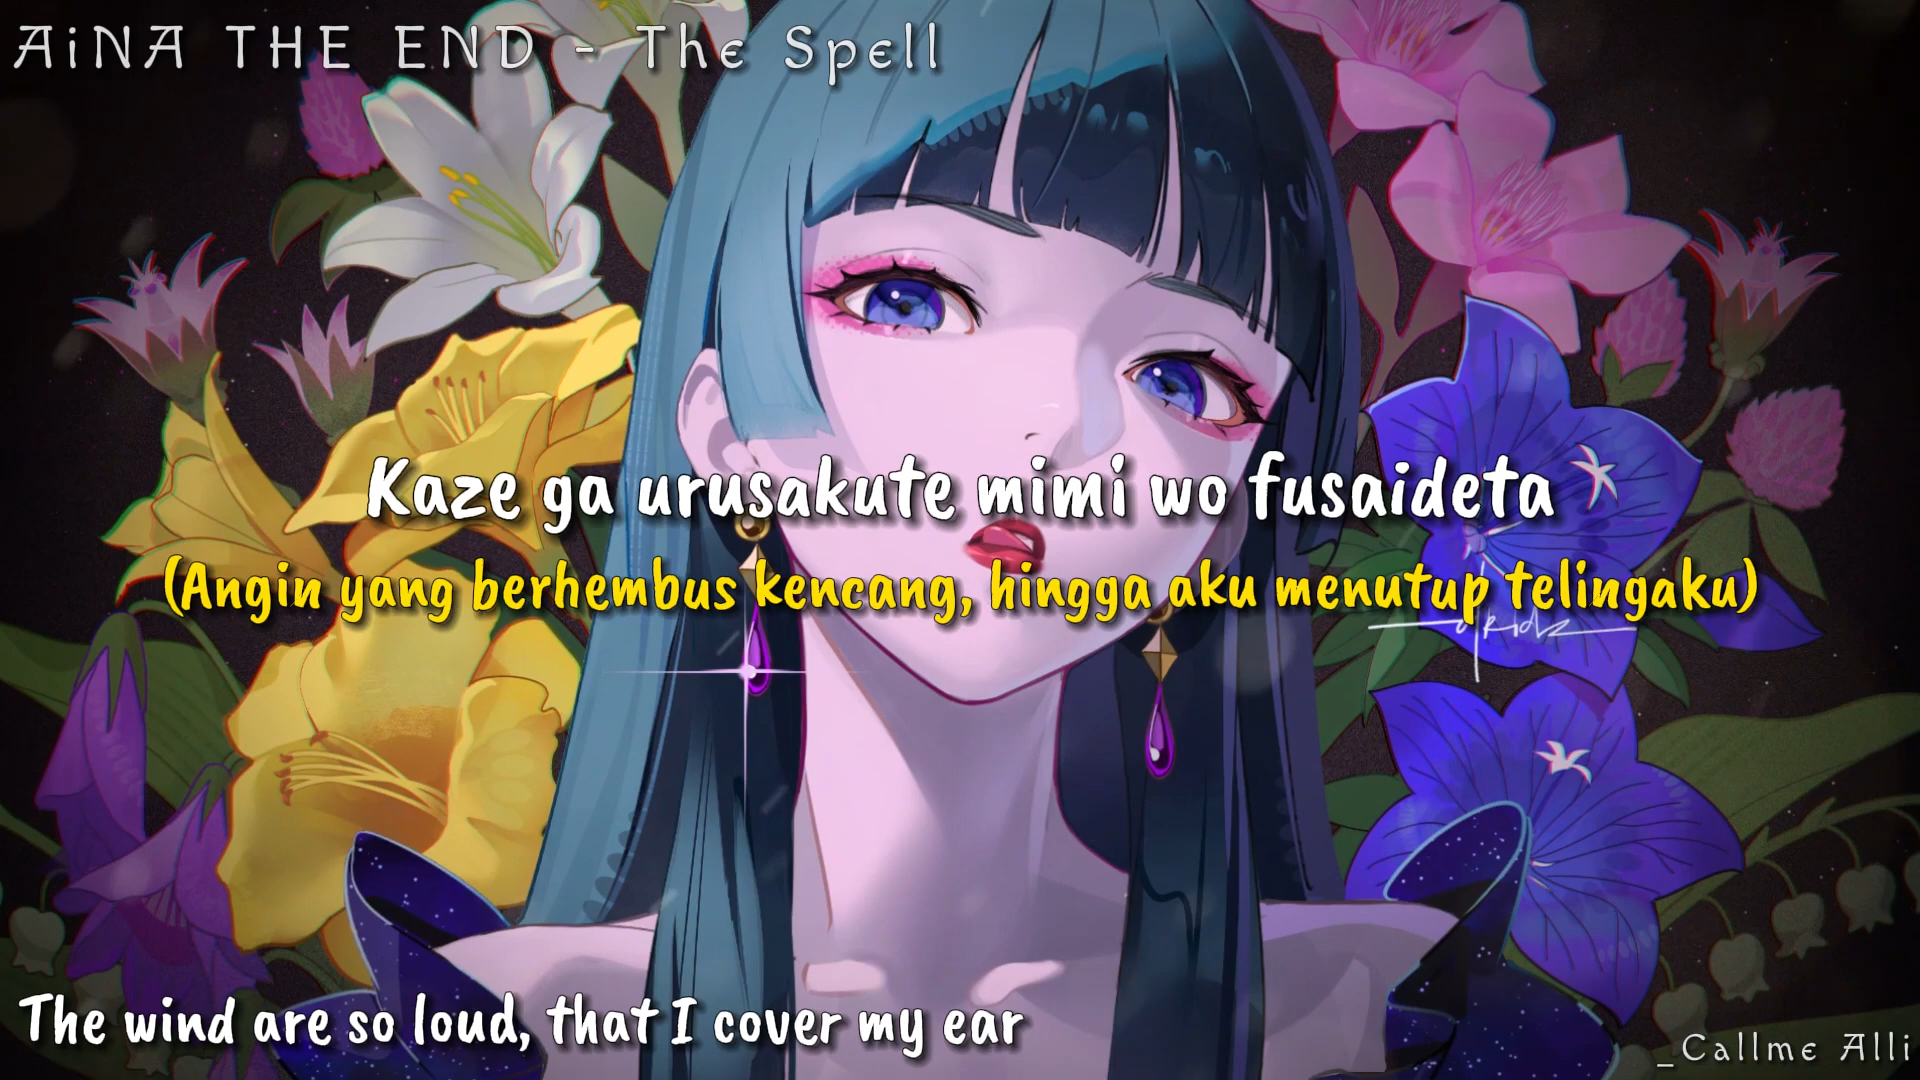 AiNA THE END - The Spell
Kaze ga urusakute mimi wo fusaideta
(Angin yang berhembus kencang, hingga aku menutup telingaku)
The wind are so loud, that I cover my ear
_Callme Alli